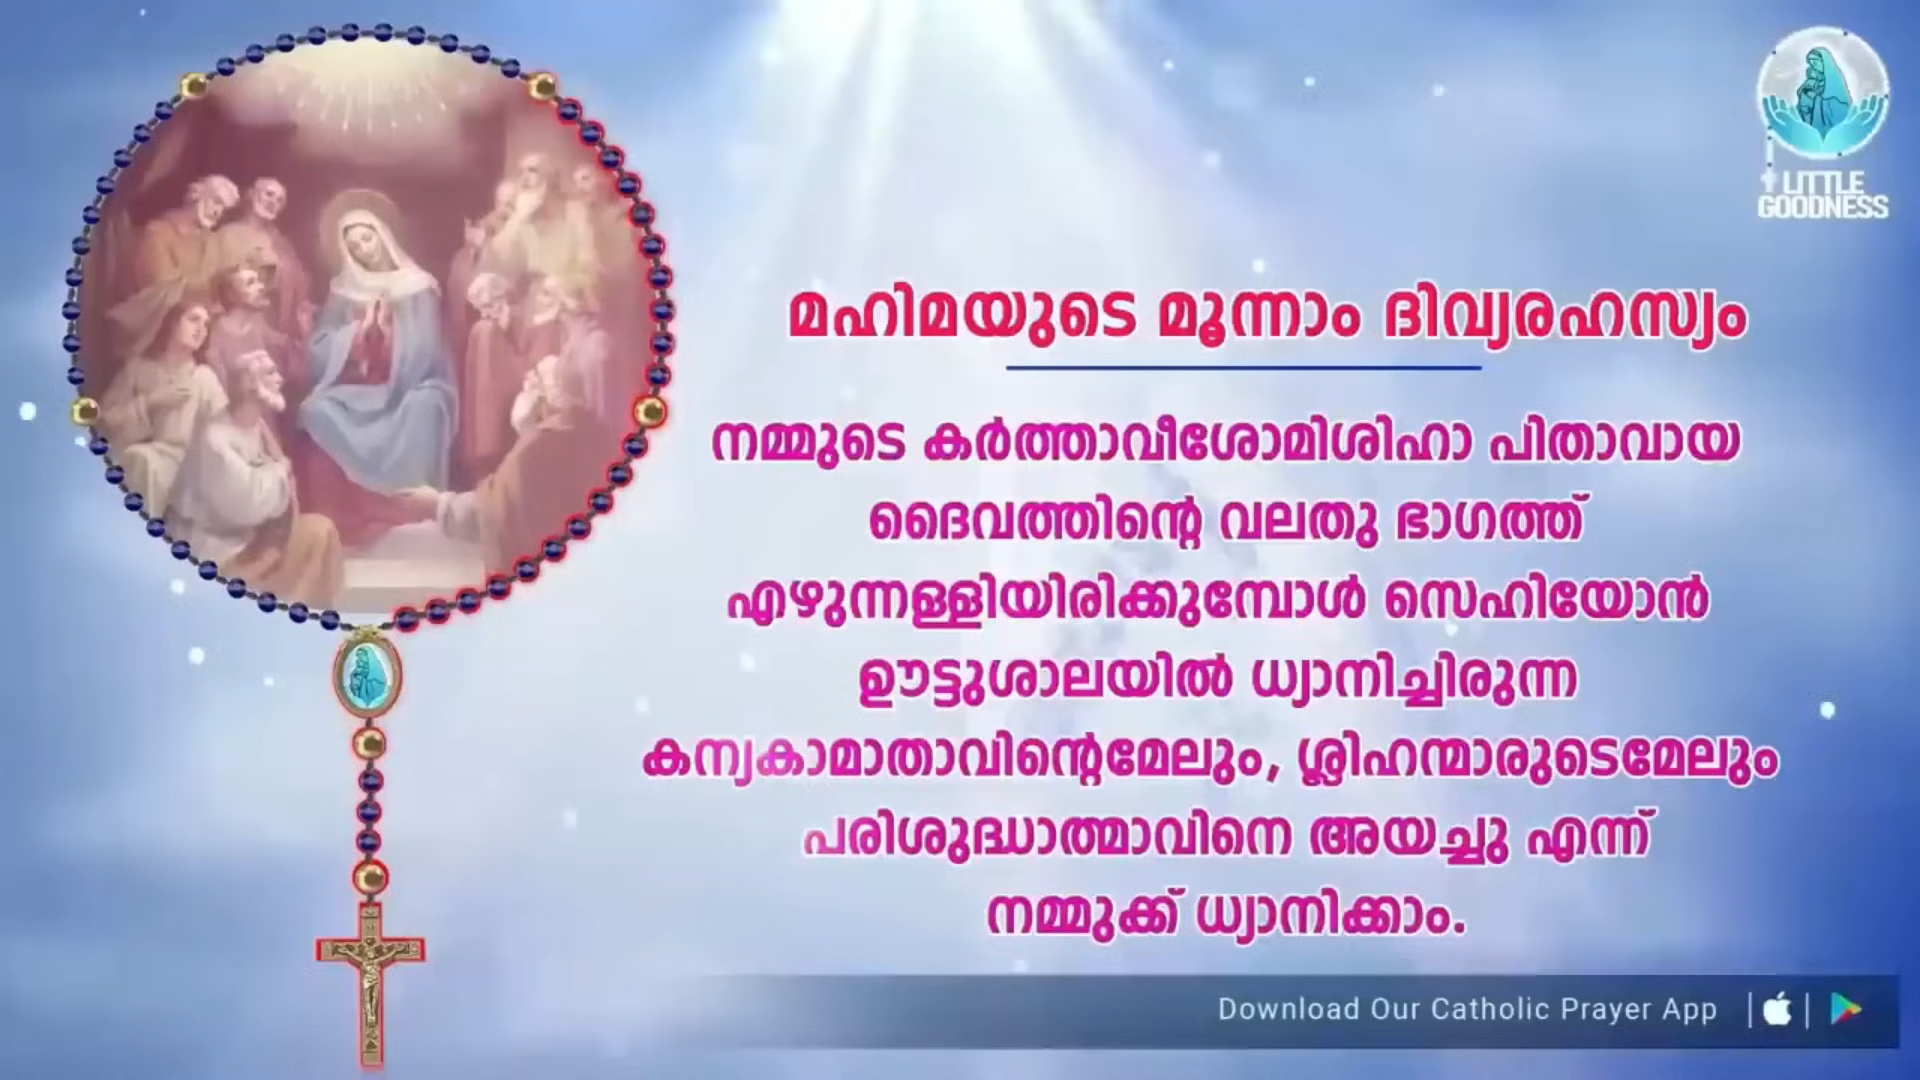 LITTLE
GOODNESS
മഹിമയുടെ മൂന്നാം ദിവ്യരഹസ്യം
നമ്മുടെ കർത്താവീശോമിശിഹാ പിതാവായ
ദൈവത്തിന്റെ വലതു ഭാഗത്ത്
എഴുന്നള്ളിയിരിക്കുമ്പോൾ സെഹിയോൻ
ഊട്ടുശാലയിൽ ധ്യാനിച്ചിരുന്ന
കന്യകാമാതാവിന്റെമേലും, ശ്ലിഹന്മാരുടെമേലും
പരിശുദ്ധാത്മാവിനെ അയച്ചു എന്ന്
നമ്മുക്ക് ധ്യാനിക്കാം.
Download Our Catholic Prayer App